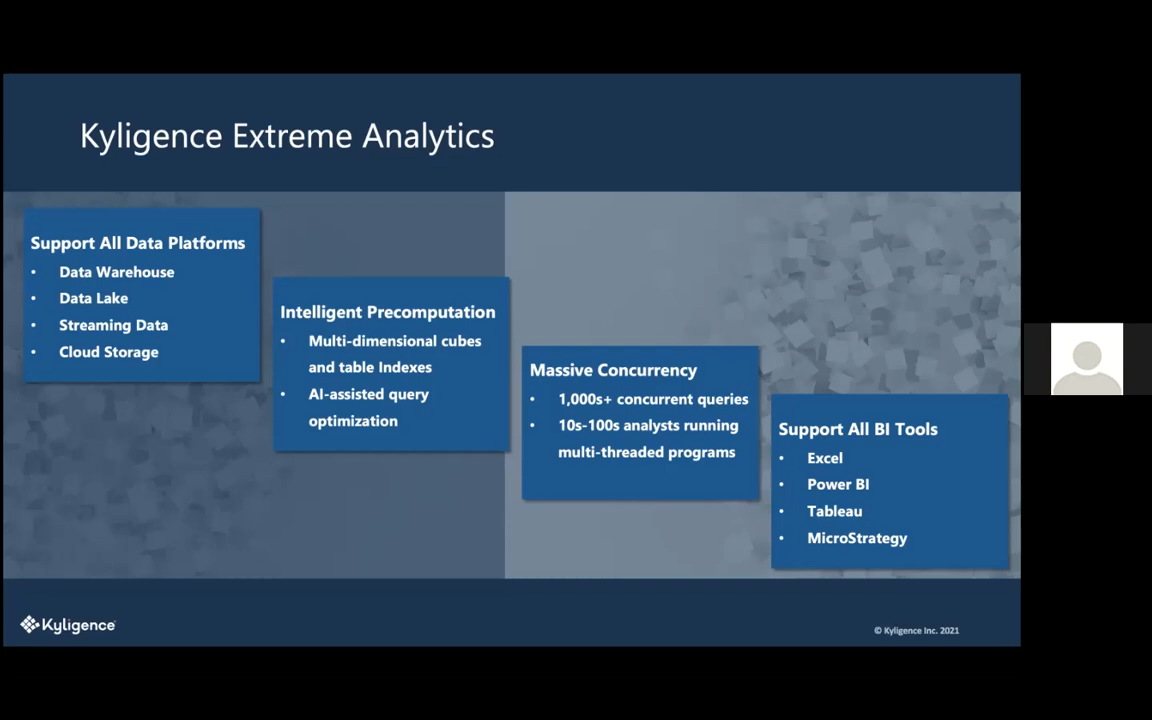 Kyligence Extreme Analytics
Support All Data Platforms
• Data Warehouse
• Data Lake
• Streaming Data
• Cloud Storage
Intelligent Precomputation
• Multi-dimensional cubes
and table Indexes
• AI-assisted query
optimization
Massive Concurrency
• 1,000s+ concurrent queries
• 10s-100s analysts running
multi-threaded programs
Support All BI Tools
• Excel
• Power BI
• Tableau
• MicroStrategy
Kyligence
© Kyligence Inc. 2021